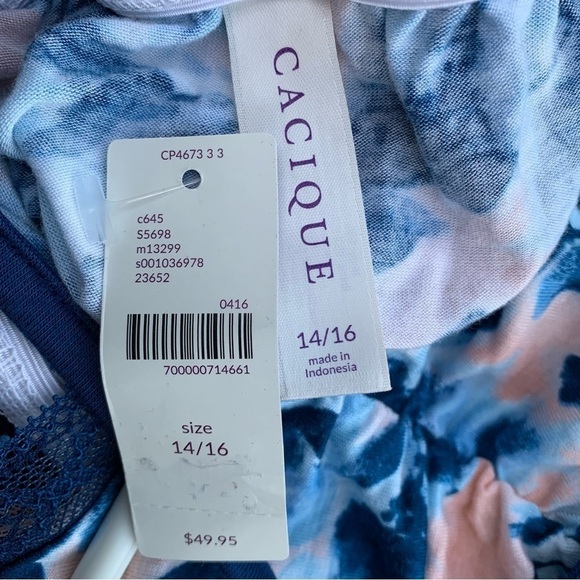 CP4673 3 3
c645
S5698
m13299
s001036978
23652
0416
700000714661
size
14/16
$49.95
CACIQUE
14/16
made in
Indonesia